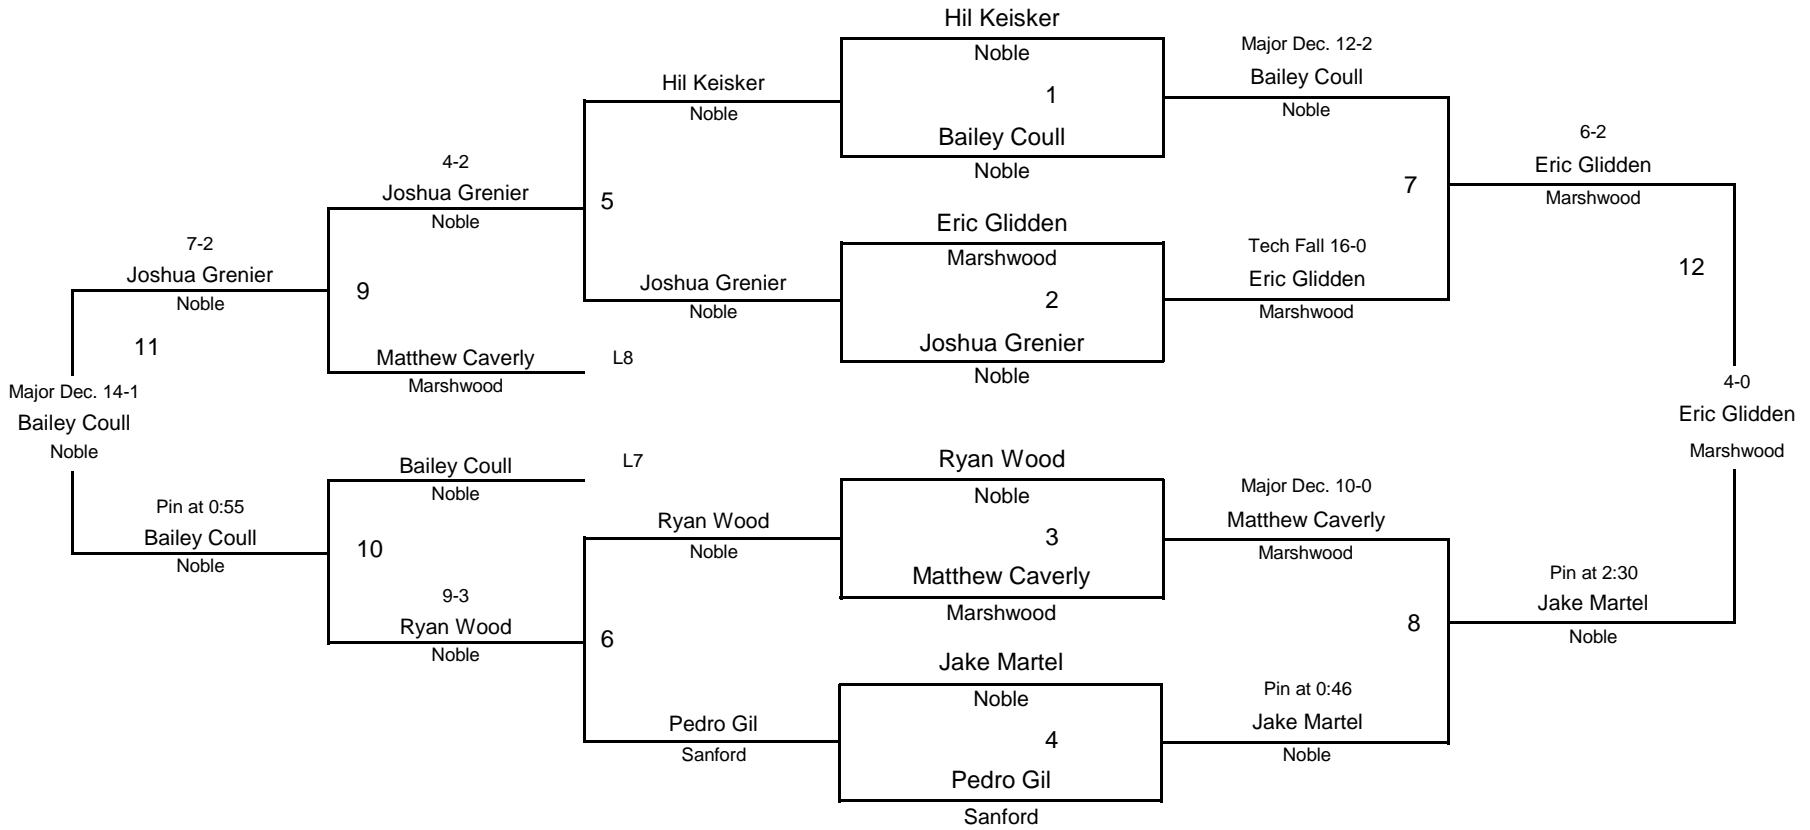 Hil Keisker
Noble
1
Bailey Coull
Noble
Eric Glidden
Marshwood
2
Joshua Grenier
Noble
Ryan Wood
Noble
3
Matthew Caverly
Marshwood
Jake Martel
Noble
4
Pedro Gil
Sanford
Hil Keisker
Noble
5
Joshua Grenier
Noble
Ryan Wood
Noble
6
Pedro Gil
Sanford
Major Dec. 12-2
Bailey Coull
Noble
7
Tech Fall 16-0
Eric Glidden
Marshwood
Major Dec. 10-0
Matthew Caverly
Marshwood
8
Pin at 0:46
Jake Martel
Noble
4-2
Joshua Grenier
Noble
9
Matthew Caverly
L8
Marshwood
Bailey Coull
L7
Noble
10
9-3
Ryan Wood
Noble
7-2
Joshua Grenier
Noble
11
Major Dec. 14-1
Bailey Coull
Noble
Pin at 0:55
Bailey Coull
Noble
6-2
Eric Glidden
Marshwood
12
4-0
Eric Glidden
Marshwood
Pin at 2:30
Jake Martel
Noble